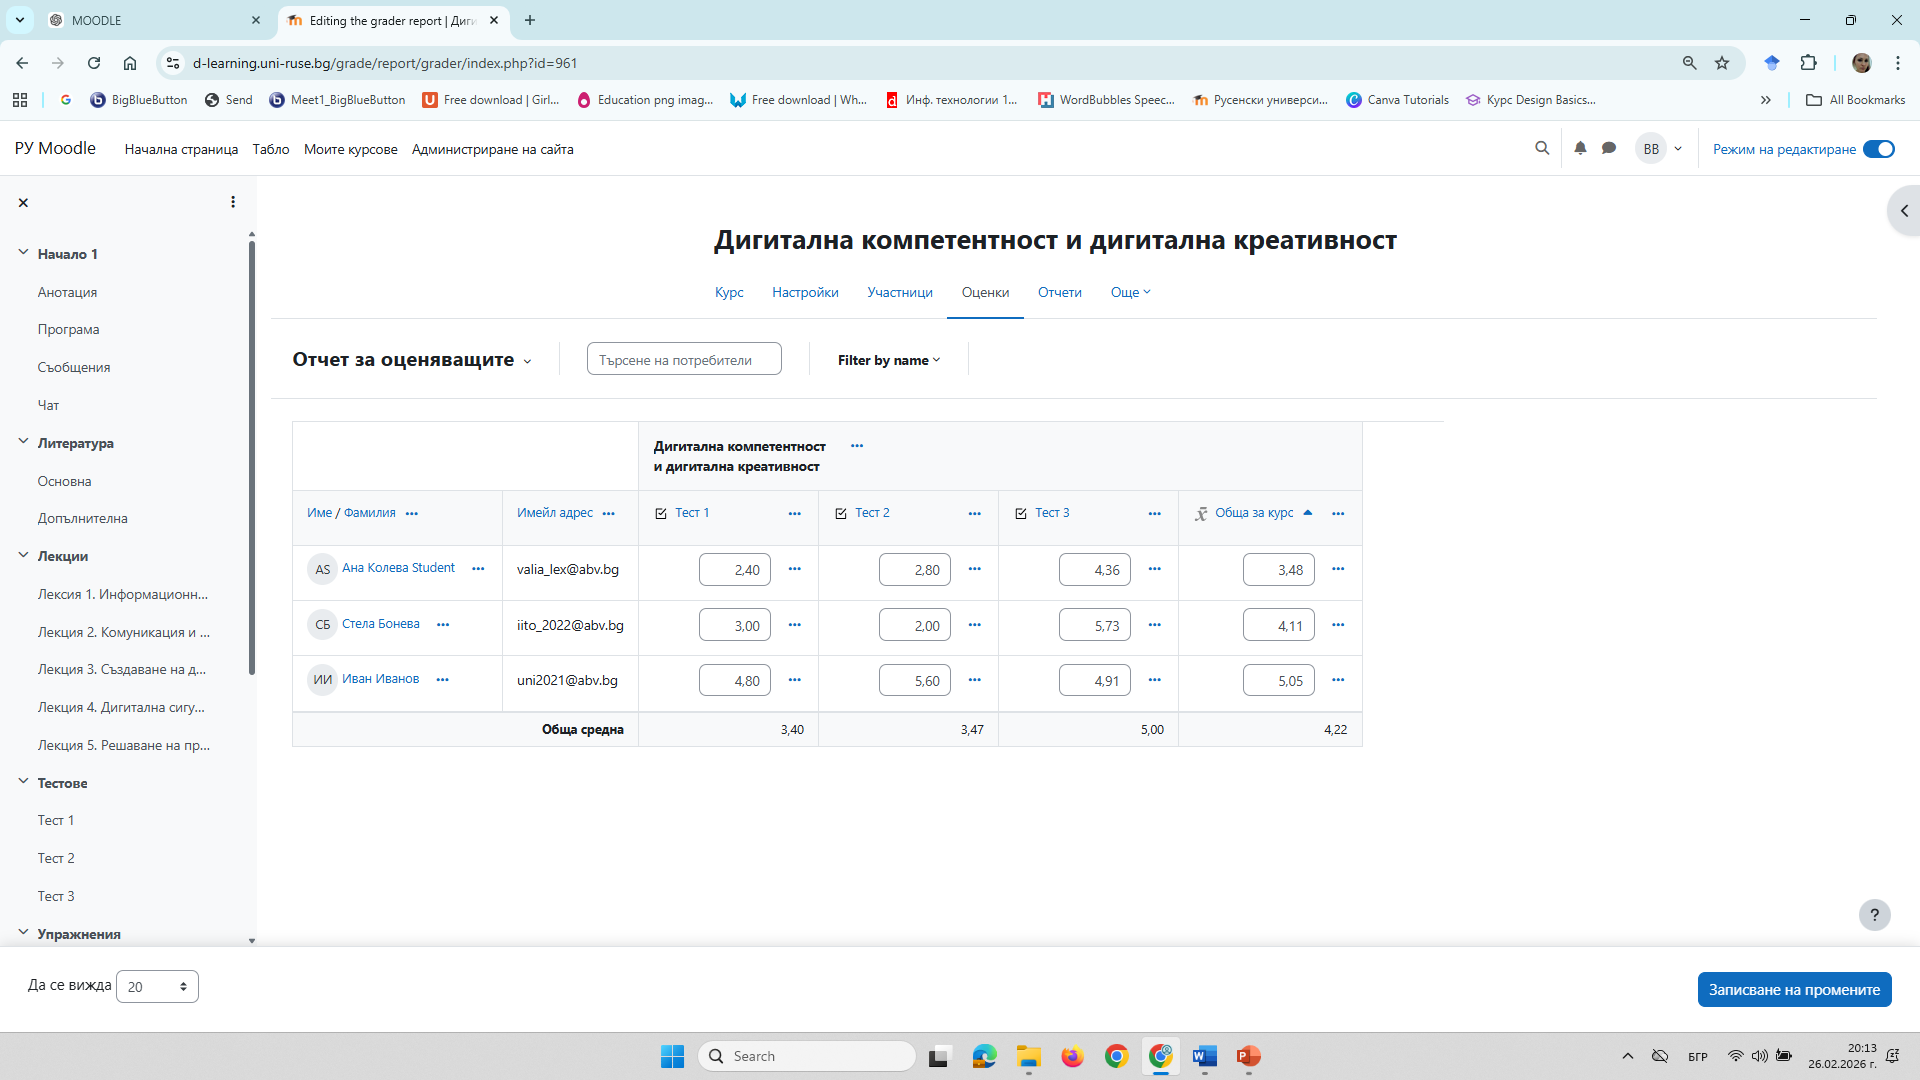 MOODLE
Editing the grader report | Диги
d-learning.uni-ruse.bg/grade/report/grader/index.php?id=961
BigBlueButton Send Meet1_BigBlueButton Free download | Girl... Education png imag... Free download | Wh... Инф. технологии 1... WordBubbles Speec... Русенски универси... Canva Tutorials Курс Design Basics... All Bookmarks
РУ Moodle Начална страница Табло Моите курсове Администриране на сайта BB Режим на редактиране
Начало 1
Анотация
Програма
Съобщения
Чат
Литература
Основна
Допълнителна
Лекции
Лексия 1. Информационн...
Лекция 2. Комуникация и ...
Лекция 3. Създаване на д...
Лекция 4. Дигитална сигу...
Лекция 5. Решаване на пр...
Тестове
Тест 1
Тест 2
Тест 3
Упражнения
Дигитална компетентност и дигитална креативност
Курс Настройки Участници Оценки Отчети Още
Отчет за оценяващите Търсене на потребители Filter by name
Дигитална компетентност
и дигитална креативност
Име / Фамилия Имейл адрес Тест 1 Тест 2 Тест 3 x̄ Обща за курс
AS Ана Колева Student valia_lex@abv.bg 2,40 2,80 4,36 3,48
СБ Стела Бонева iito_2022@abv.bg 3,00 2,00 5,73 4,11
ИИ Иван Иванов uni2021@abv.bg 4,80 5,60 4,91 5,05
Обща средна 3,40 3,47 5,00 4,22
?
Да се вижда 20 Записване на промените
Search
БГР
20:13
26.02.2026 г.